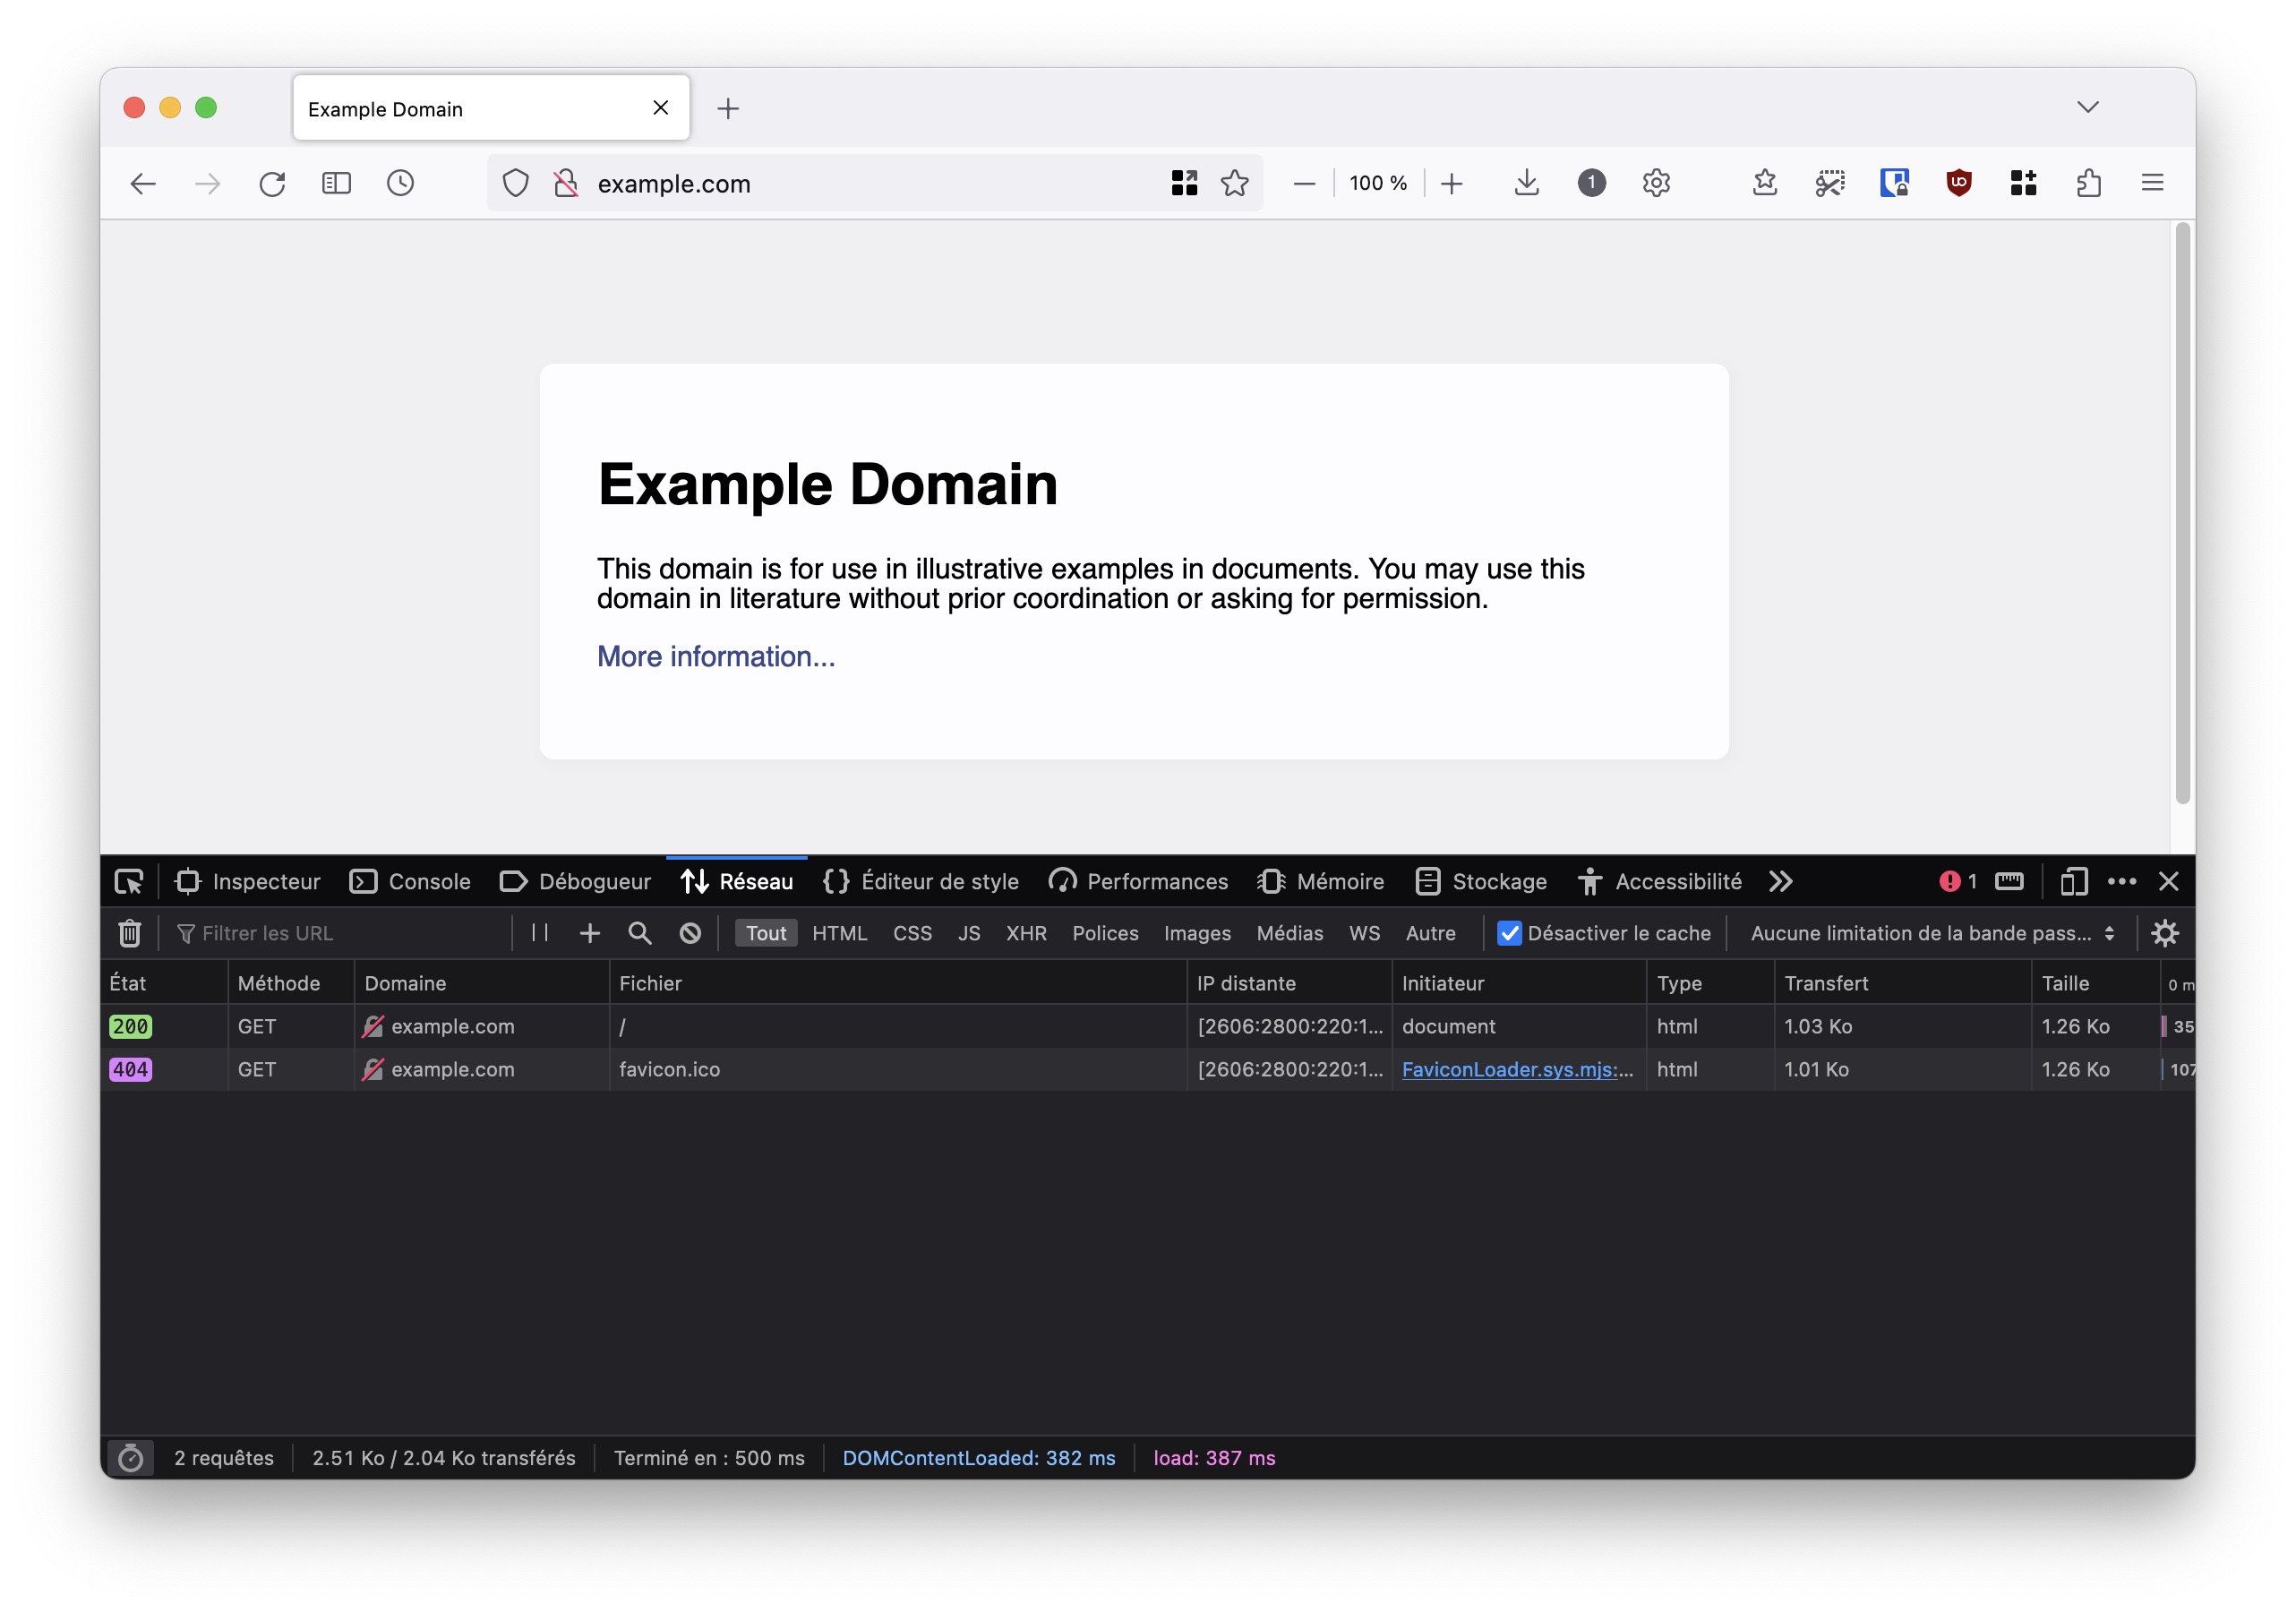 Example Domain
example.com
100 %
1
Example Domain
This domain is for use in illustrative examples in documents. You may use this
domain in literature without prior coordination or asking for permission.
More information...
Inspecteur Console Débogueur Réseau Éditeur de style Performances Mémoire Stockage Accessibilité 1
Filtrer les URL Tout HTML CSS JS XHR Polices Images Médias WS Autre Désactiver le cache Aucune limitation de la bande pass...
État Méthode Domaine Fichier IP distante Initiateur Type Transfert Taille 0 m
200 GET example.com / [2606:2800:220:1... document html 1.03 Ko 1.26 Ko 35
404 GET example.com favicon.ico [2606:2800:220:1... FaviconLoader.sys.mjs:... html 1.01 Ko 1.26 Ko 107
2 requêtes 2.51 Ko / 2.04 Ko transférés Terminé en : 500 ms DOMContentLoaded: 382 ms load: 387 ms